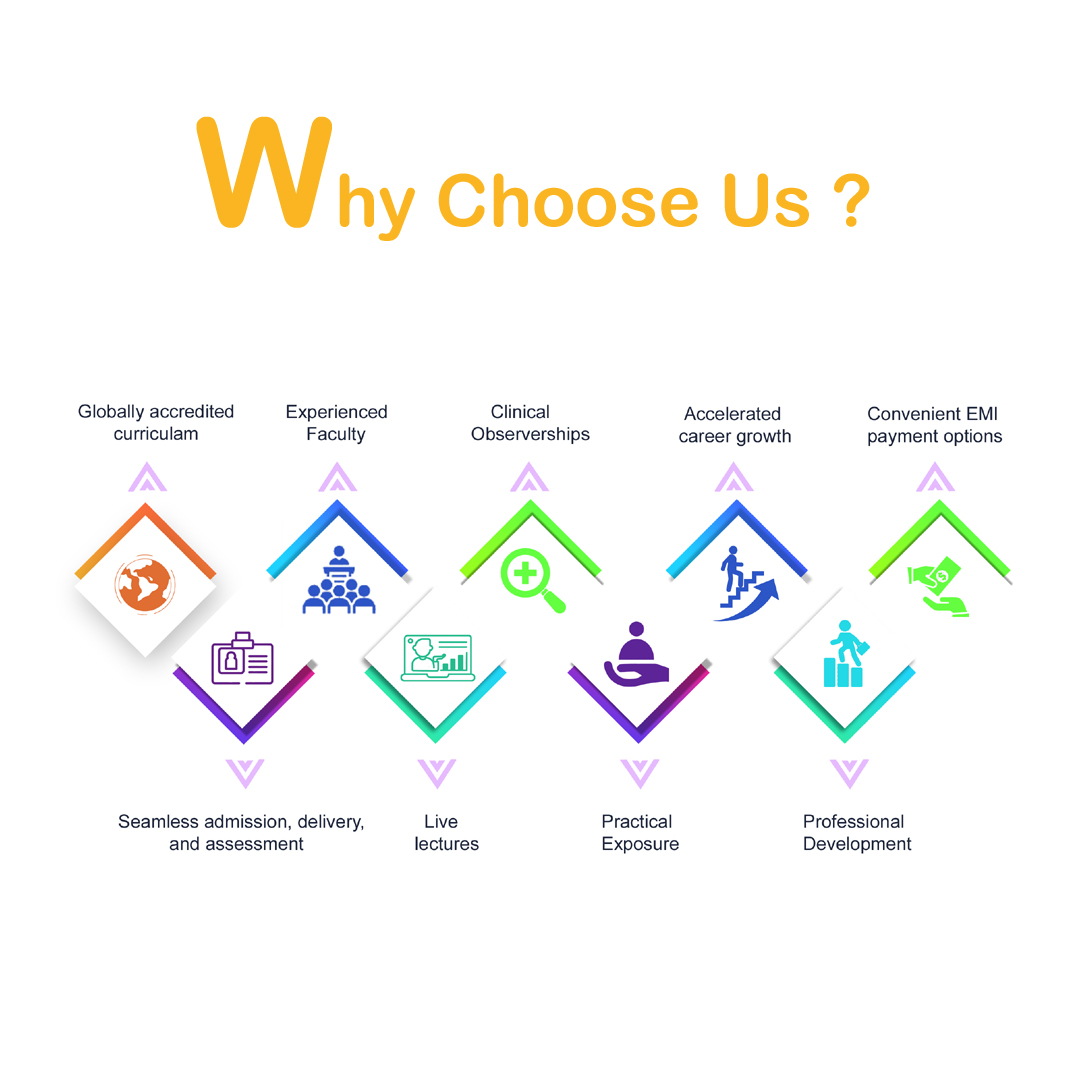 Why Choose Us ?
Globally accredited
curriculam
Experienced
Faculty
Clinical
Observerships
Accelerated
career growth
Convenient EMI
payment options
Seamless admission, delivery,
and assessment
Live
lectures
Practical
Exposure
Professional
Development